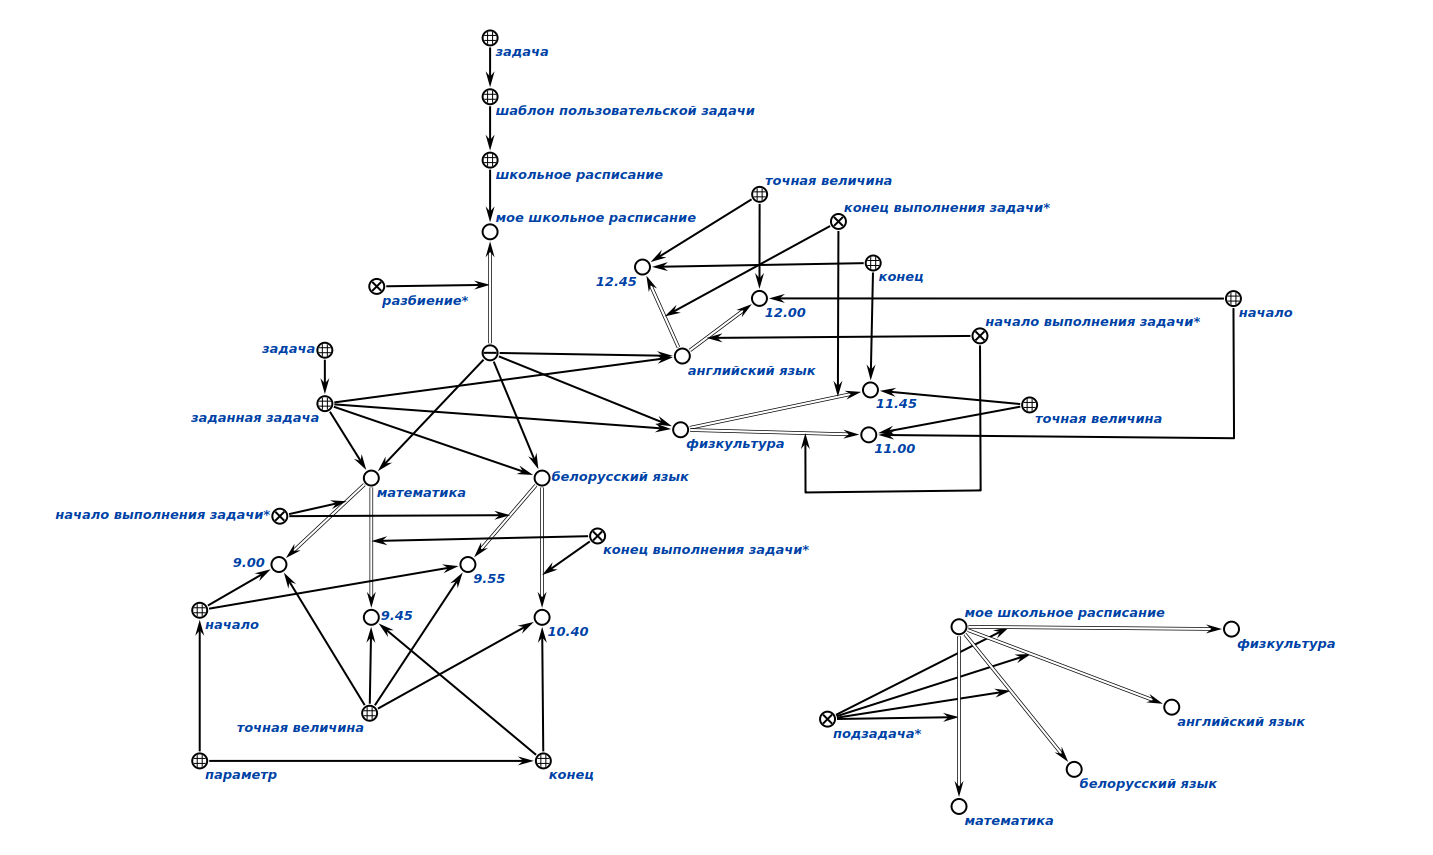 задача
шаблон пользовательской задачи
школьное расписание
точная величина
конец выполнения задачи*
мое школьное расписание
12.45
конец
разбиение*
12.00
начало
начало выполнения задачи*
задача
английский язык
11.45
заданная задача
точная величина
физкультура
11.00
белорусский язык
математика
начало выполнения задачи*
конец выполнения задачи*
9.00
9.55
мое школьное расписание
9.45
начало
10.40
физкультура
английский язык
точная величина
подзадача*
параметр
конец
белорусский язык
математика